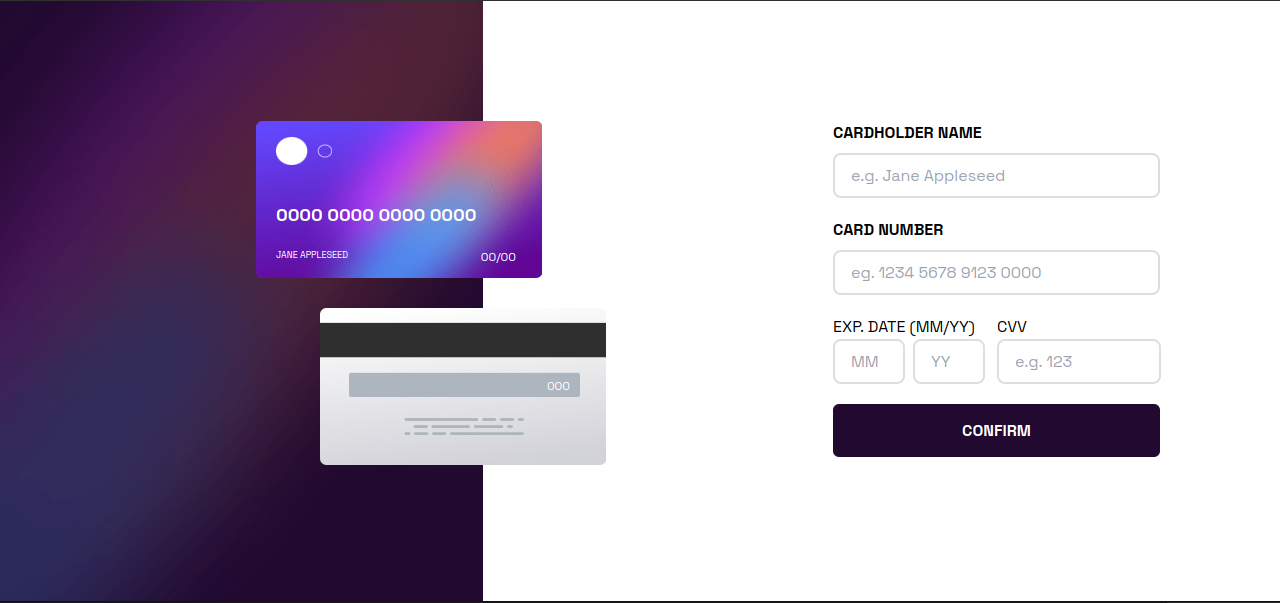 0000 0000 0000 0000
JANE APPLESEED
00/00
000
CARDHOLDER NAME
e.g. Jane Appleseed
CARD NUMBER
eg. 1234 5678 9123 0000
EXP. DATE (MM/YY) CVV
MM YY e.g. 123
CONFIRM